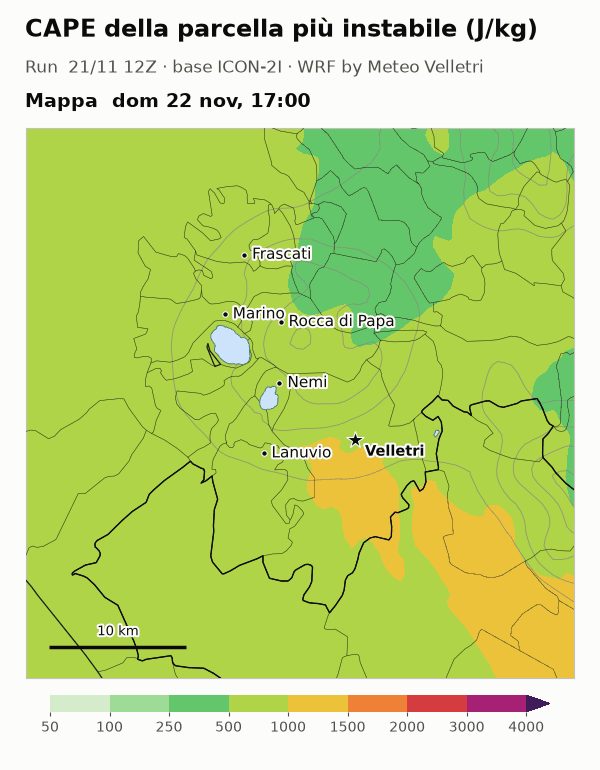 CAPE della parcella più instabile (J/kg)
Run 21/11 12Z · base ICON-2I · WRF by Meteo Velletri
Mappa dom 22 nov, 17:00
Frascati
Marino
Rocca di Papa
Nemi
Velletri
Lanuvio
10 km
50 100 250 500 1000 1500 2000 3000 4000